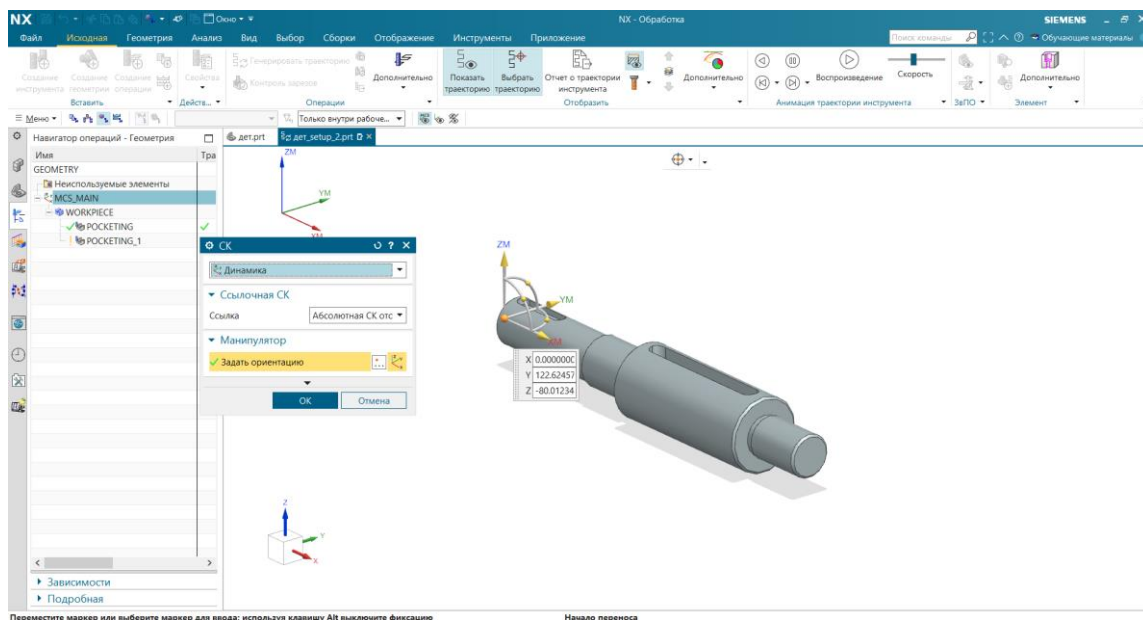 NX Окно NX - Обработка SIEMENS
Файл Исходная Геометрия Анализ Вид Выбор Сборки Отображение Инструменты Приложение Поиск команды Обучающие материалы
Создание инструмента Создание геометрии Создание операции Свойства Генерировать траекторию Дополнительно Показать траекторию Выбрать траекторию Отчет о траектории инструмента Дополнительно Воспроизведение Скорость Дополнительно
Контроль зарезов
Вставить Действ... Операции Отобразить Анимация траектории инструмента ЗвПО Элемент
Меню Только внутри рабоче...
Навигатор операций - Геометрия дет.prt дет_setup_2.prt
Имя Тра
GEOMETRY
Неиспользуемые элементы
MCS_MAIN
WORKPIECE
POCKETING
POCKETING_1
ZM
YM
XM
СК
Динамика
Ссылочная СК
Ссылка Абсолютная СК отс
Манипулятор
Задать ориентацию
OK Отмена
ZM
YM
XM
X 0.0000000
Y 122.62457
Z -80.01234
Z
Y
X
Зависимости
Подробная
Переместите маркер или выберите маркер для ввода; используя клавишу Alt выключите фиксацию Начало переноса